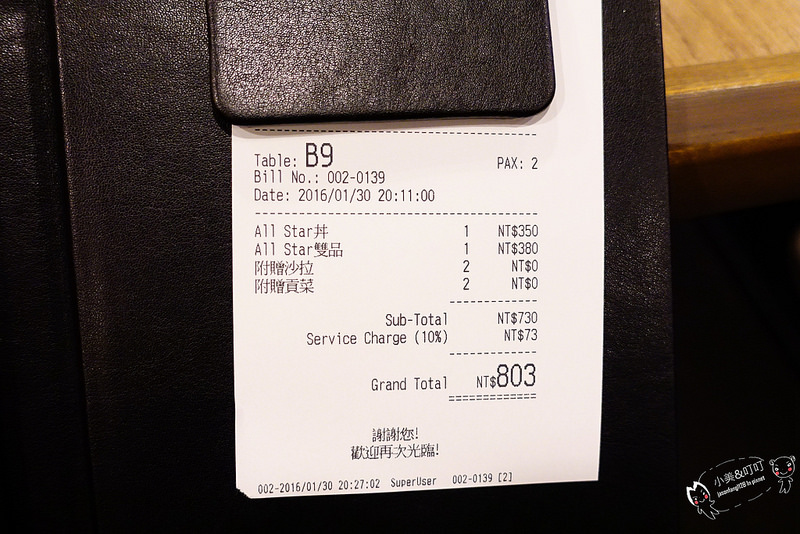 Table: B9 PAX: 2
Bill No.: 002-0139
Date: 2016/01/30 20:11:00
All Star丼 1 NT$350
All Star雙品 1 NT$380
附贈沙拉 2 NT$0
附贈貢菜 2 NT$0
Sub-Total NT$730
Service Charge (10%) NT$73
Grand Total NT$803
謝謝您!
歡迎再次光臨!
002-2016/01/30 20:27:02 SuperUser 002-0139 [2]
小美&叮叮